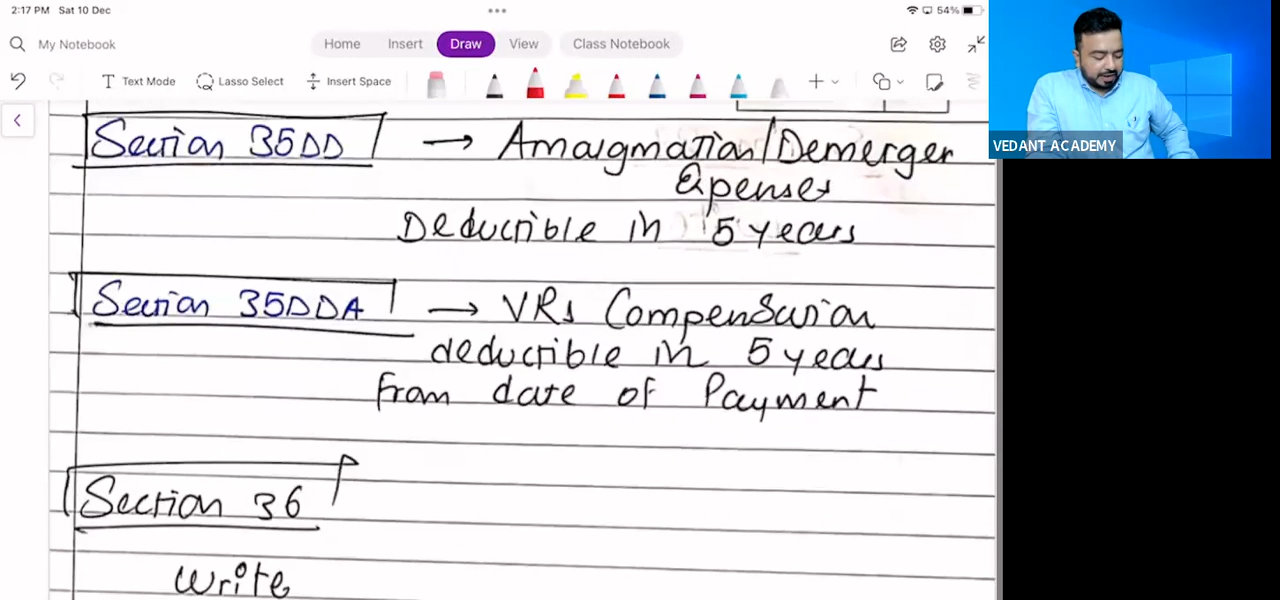 2:17 PM Sat 10 Dec
54%
My Notebook
Home Insert Draw View Class Notebook
Text Mode Lasso Select Insert Space
VEDANT ACADEMY
Section 35DD → Amalgmation/Demerger
Expenses
Deductible in 5 years
Section 35DDA → VRS Compensation
deductible in 5 years
from date of Payment
Section 36
Write